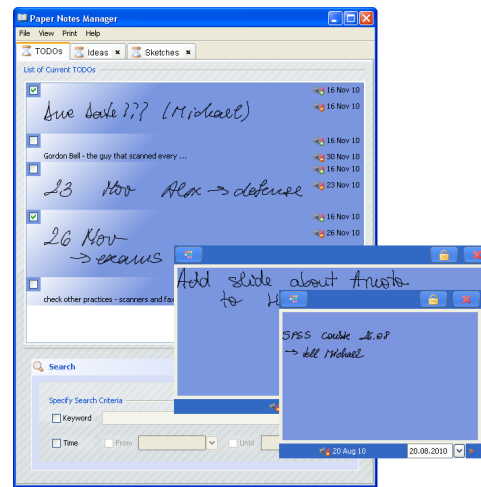 Paper Notes Manager
File View Print Help
TODOs Ideas Sketches
List of Current TODOs
16 Nov 10
Due date??? (Michael)
16 Nov 10
Gordon Bell - the guy that scanned every ... 30 Nov 10
16 Nov 10
23 Nov Alex → defense 23 Nov 10
16 Nov 10
26 Nov 26 Nov 10
→ exams
check other practices - scanners and fax
Add slide about Anoto
to
SPSS course 26.08
→ tell Michael
20 Aug 10 20.08.2010
Search
Specify Search Criteria
Keyword
Time From Until